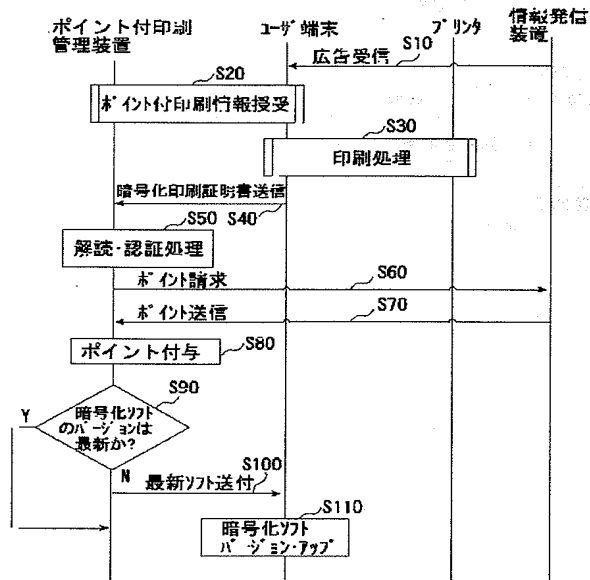 ポイント付印刷
管理装置
ユーザ端末
プリンタ
情報発信
装置
S10
広告受信
S20
ポイント付印刷情報授受
S30
印刷処理
暗号化印刷証明書送信
S40
S50
解読・認証処理
ポイント請求
S60
ポイント送信
S70
ポイント付与
S80
S90
Y
暗号化ソフト
のバージョンは
最新か?
N
最新ソフト送付
S100
S110
暗号化ソフト
バージョン・アップ